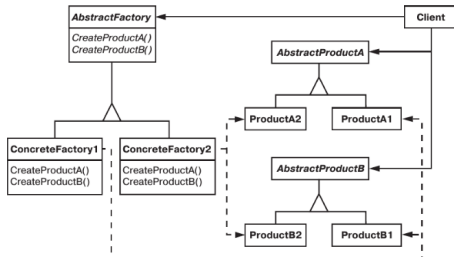 AbstractFactory
CreateProductA()
CreateProductB()
Client
AbstractProductA
ProductA2
ProductA1
ConcreteFactory1
CreateProductA()
CreateProductB()
ConcreteFactory2
CreateProductA()
CreateProductB()
AbstractProductB
ProductB2
ProductB1